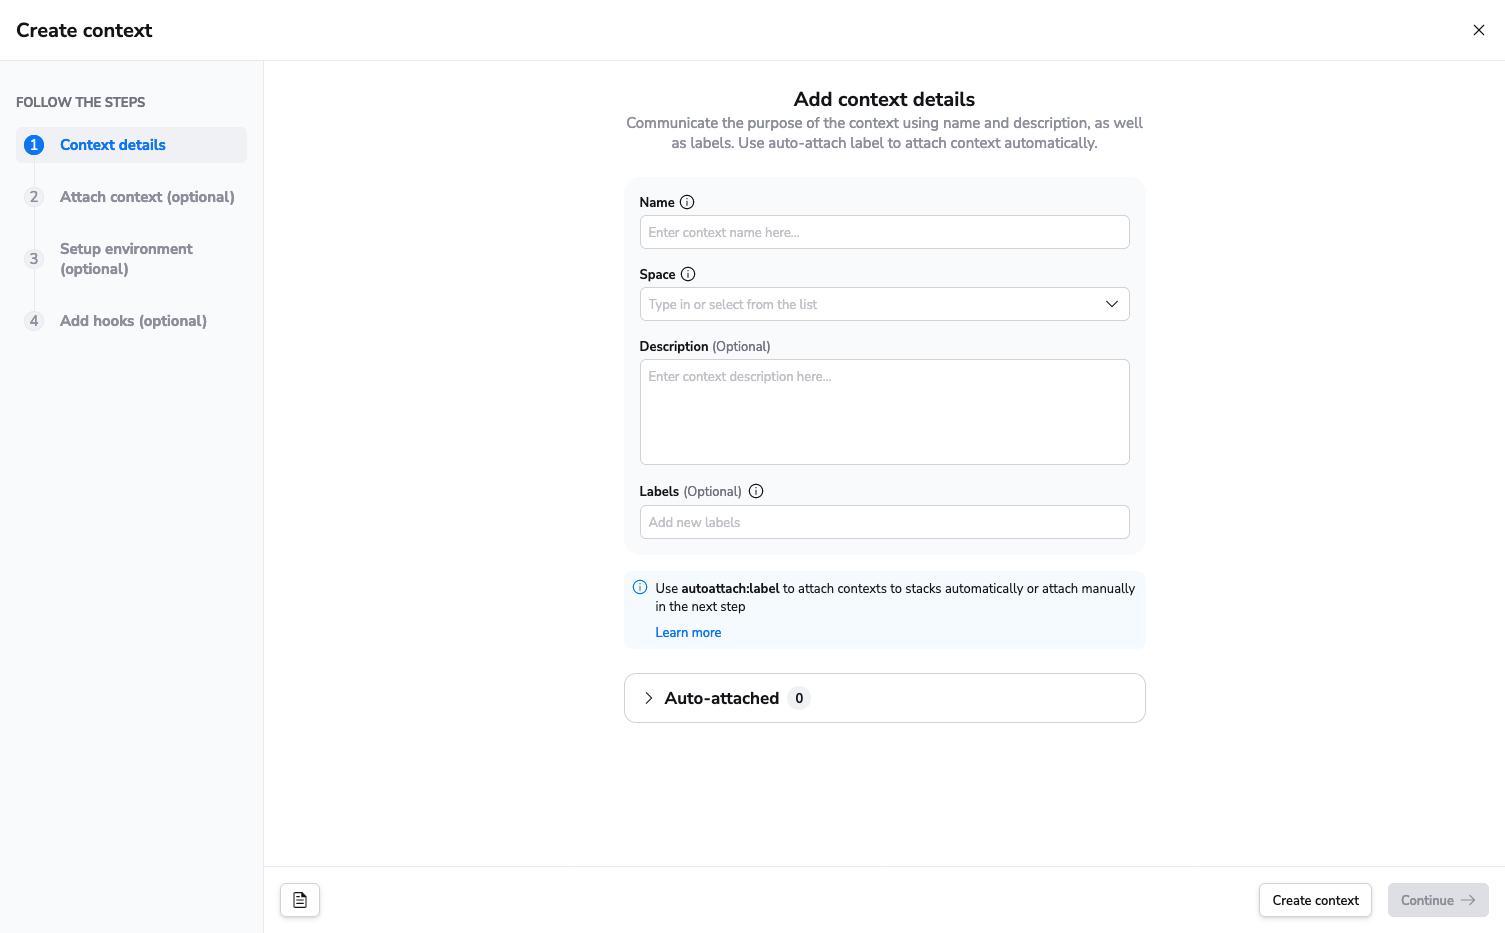 Create context
FOLLOW THE STEPS
1 Context details
2 Attach context (optional)
3 Setup environment
(optional)
4 Add hooks (optional)
Add context details
Communicate the purpose of the context using name and description, as well
as labels. Use auto-attach label to attach context automatically.
Name
Enter context name here...
Space
Type in or select from the list
Description (Optional)
Enter context description here...
Labels (Optional)
Add new labels
Use autoattach:label to attach contexts to stacks automatically or attach manually
in the next step
Learn more
Auto-attached 0
Create context
Continue